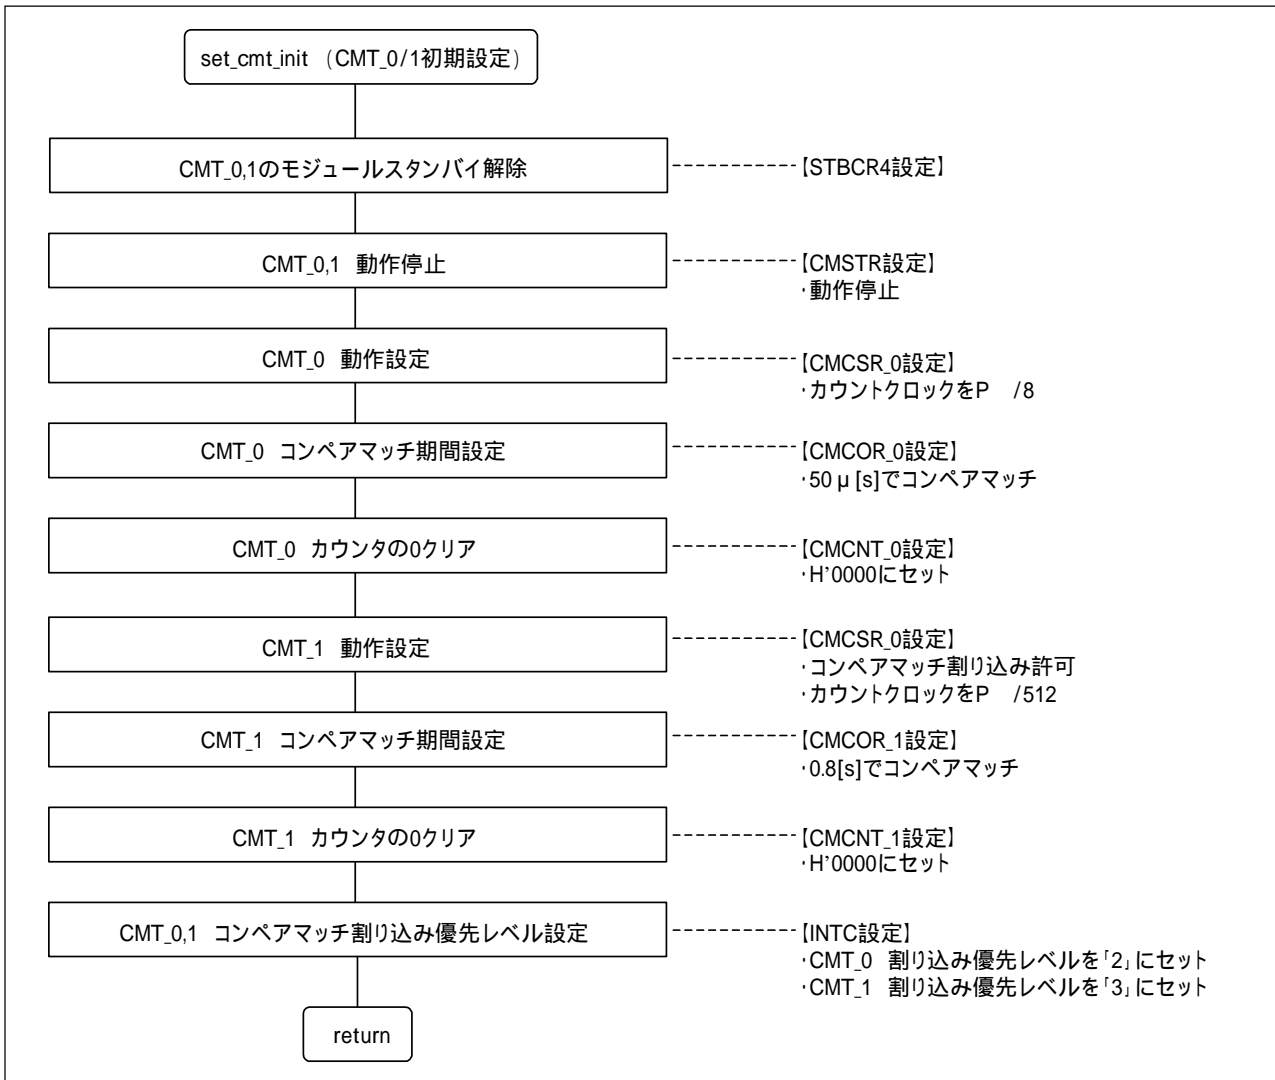 set_cmt_init （CMT_0/1初期設定）
CMT_0,1のモジュールスタンバイ解除
【STBCR4設定】
CMT_0,1 動作停止
【CMSTR設定】
・動作停止
CMT_0 動作設定
【CMCSR_0設定】
・カウントクロックをP /8
CMT_0 コンペアマッチ期間設定
【CMCOR_0設定】
・50 μ [s]でコンペアマッチ
CMT_0 カウンタの0クリア
【CMCNT_0設定】
・H’0000にセット
CMT_1 動作設定
【CMCSR_0設定】
・コンペアマッチ割り込み許可
・カウントクロックをP /512
CMT_1 コンペアマッチ期間設定
【CMCOR_1設定】
・0.8[s]でコンペアマッチ
CMT_1 カウンタの0クリア
【CMCNT_1設定】
・H’0000にセット
CMT_0,1 コンペアマッチ割り込み優先レベル設定
【INTC設定】
・CMT_0 割り込み優先レベルを「2」にセット
・CMT_1 割り込み優先レベルを「3」にセット
return